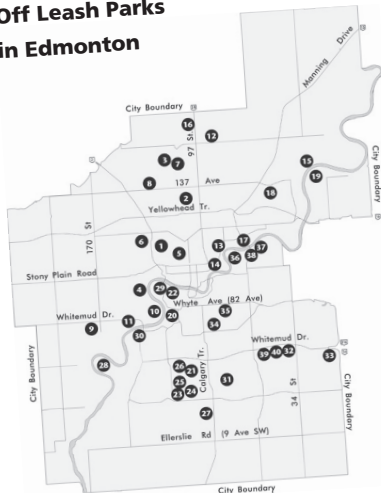 Off Leash Parks
in Edmonton
Manning Drive
City Boundary
16
97 St.
12
3
7
15
19
8
137 Ave
18
2
Yellowhead Tr.
City Boundary
170 St
6
1
5
13
17
37
36
38
14
Stony Plain Road
4
29
22
Whyte Ave (82 Ave)
10
20
35
Whitemud Dr.
11
34
9
30
Whitemud Dr.
39
40
32
33
28
26
21
Calgary Tr.
25
31
23
24
34 St
City Boundary
City Boundary
27
Ellerslie Rd (9 Ave SW)
City Boundary